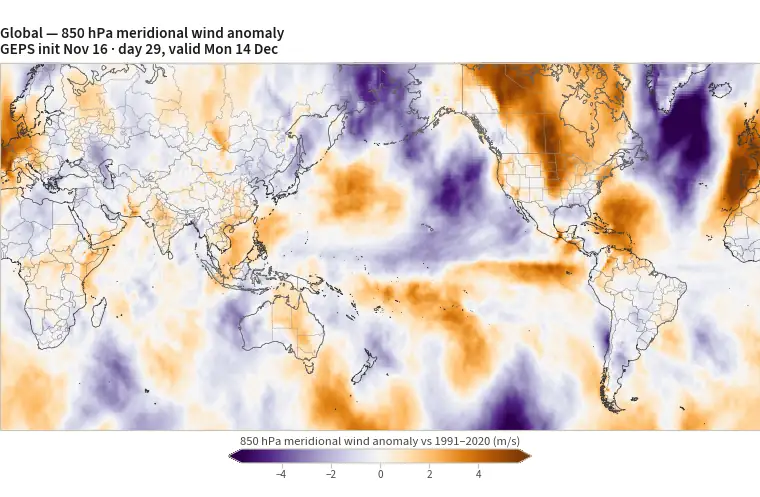 Global — 850 hPa meridional wind anomaly
GEPS init Nov 16 · day 29, valid Mon 14 Dec
850 hPa meridional wind anomaly vs 1991–2020 (m/s)
−4 −2 0 2 4